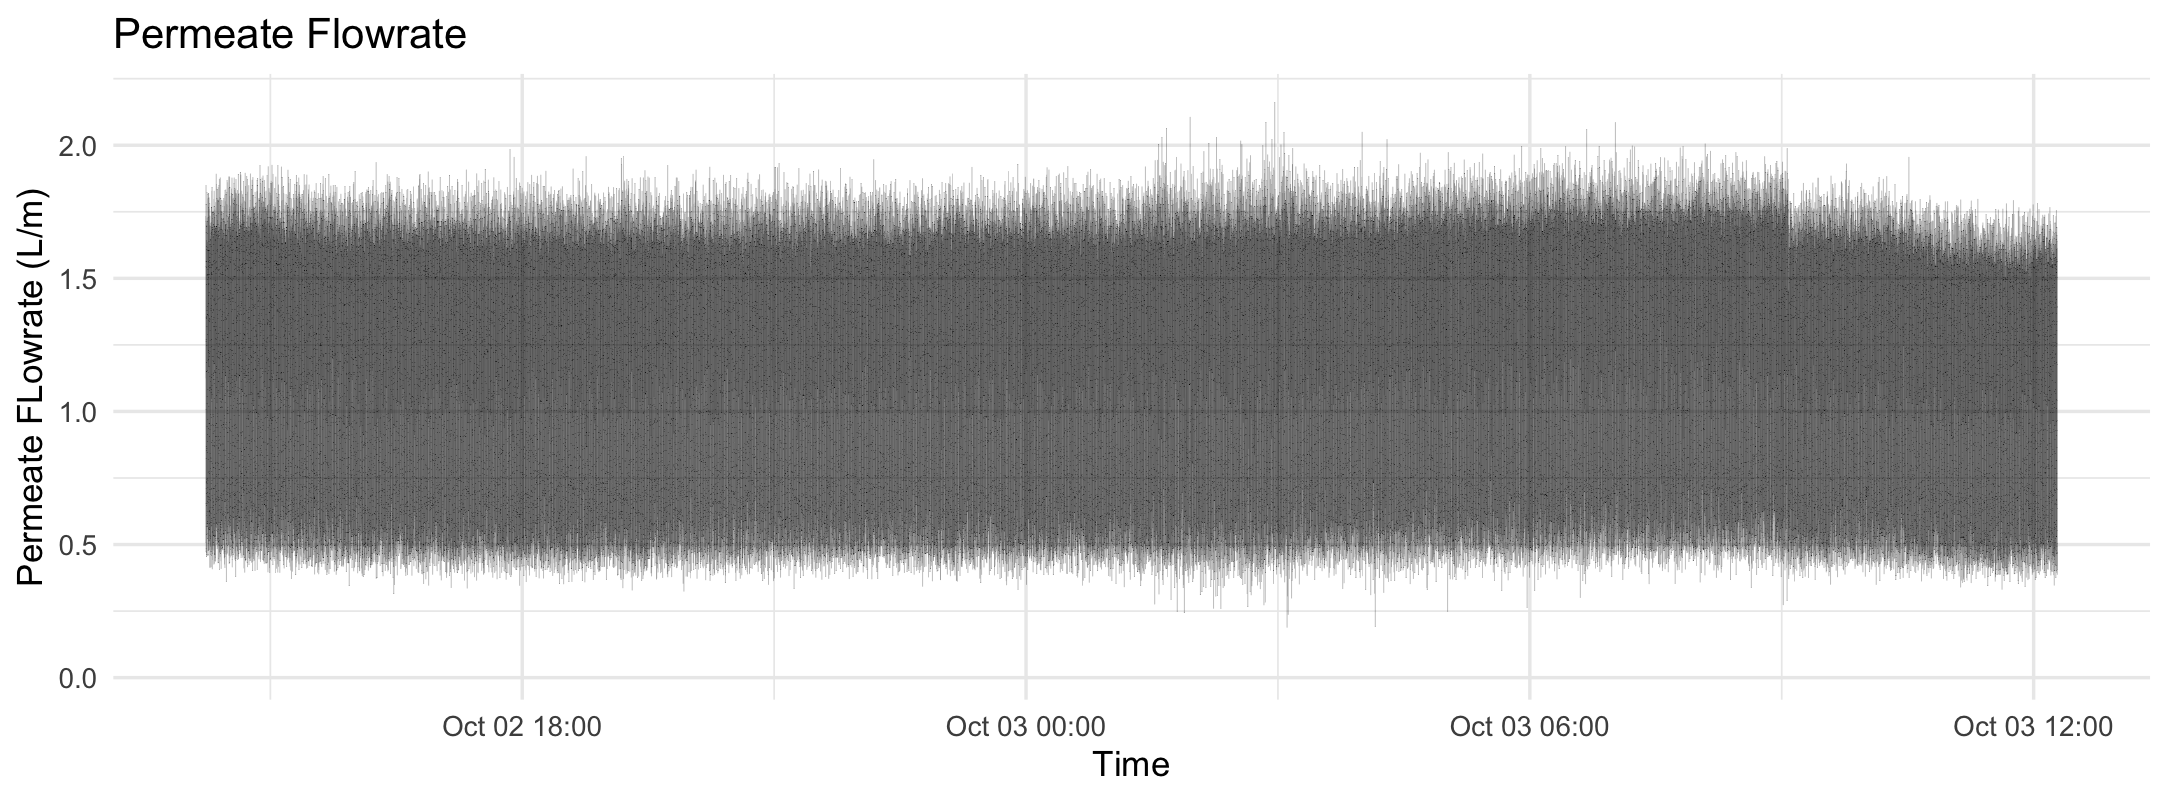 Permeate Flowrate
Permeate FLowrate (L/m)
2.0
1.5
1.0
0.5
0.0
Oct 02 18:00 Oct 03 00:00 Oct 03 06:00 Oct 03 12:00
Time